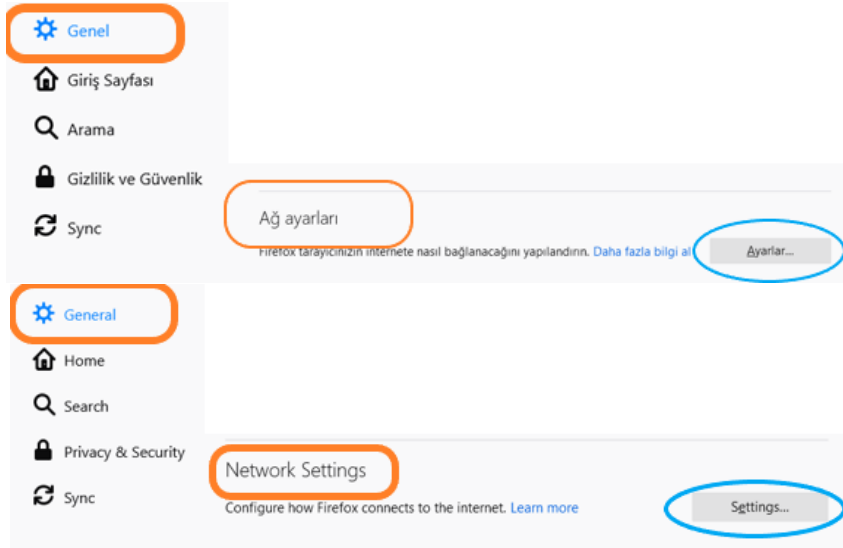 Genel
Giriş Sayfası
Arama
Gizlilik ve Güvenlik
Sync
Ağ ayarları
Firefox tarayıcınızın internete nasıl bağlanacağını yapılandırın. Daha fazla bilgi al
Ayarlar...
General
Home
Search
Privacy & Security
Sync
Network Settings
Configure how Firefox connects to the internet. Learn more
Settings...